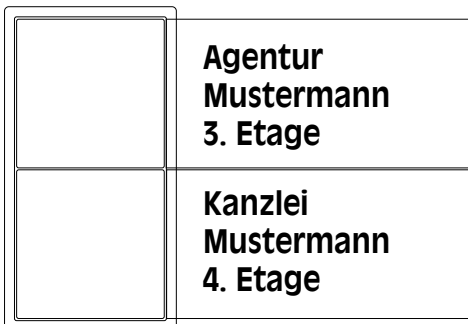 Agentur
Mustermann
3. Etage
Kanzlei
Mustermann
4. Etage